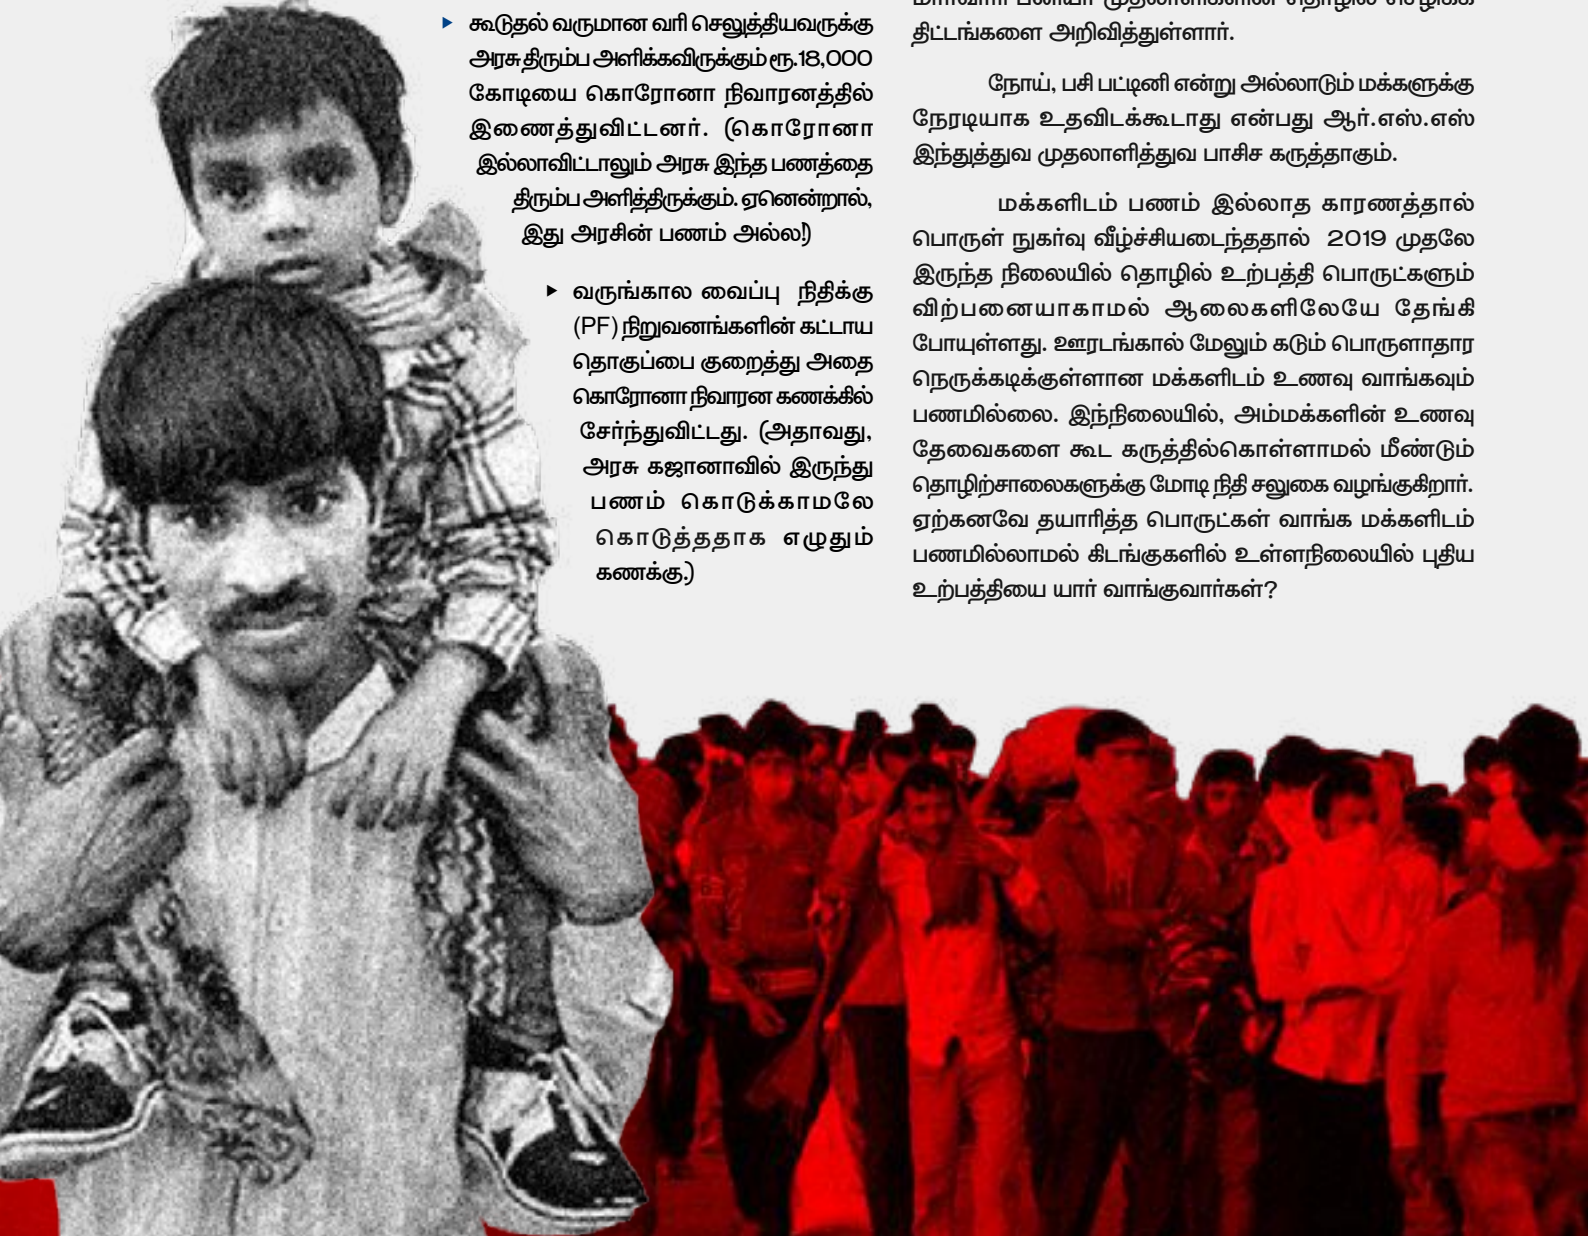 கூடுதல் வருமான வரி செலுத்தியவருக்கு
அரசு திரும்ப அளிக்கவிருக்கும் ரூ.18,000
கோடியை கொரோனா நிவாரனத்தில்
இணைத்துவிட்டனர். (கொரோனா
இல்லாவிட்டாலும் அரசு இந்த பணத்தை
திரும்ப அளித்திருக்கும். ஏனென்றால்,
இது அரசின் பணம் அல்ல!)
வருங்கால வைப்பு நிதிக்கு
(PF) நிறுவனங்களின் கட்டாய
தொகுப்பை குறைத்து அதை
கொரோனா நிவாரன கணக்கில்
சேர்ந்துவிட்டது. (அதாவது,
அரசு கஜானாவில் இருந்து
பணம் கொடுக்காமலே
கொடுத்ததாக எழுதும்
கணக்கு.)
திட்டங்களை அறிவித்துள்ளார்.
நோய், பசி பட்டினி என்று அல்லாடும் மக்களுக்கு
நேரடியாக உதவிடக்கூடாது என்பது ஆர்.எஸ்.எஸ்
இந்துத்துவ முதலாளித்துவ பாசிச கருத்தாகும்.
மக்களிடம் பணம் இல்லாத காரணத்தால்
பொருள் நுகர்வு வீழ்ச்சியடைந்ததால் 2019 முதலே
இருந்த நிலையில் தொழில் உற்பத்தி பொருட்களும்
விற்பனையாகாமல் ஆலைகளிலேயே தேங்கி
போயுள்ளது. ஊரடங்கால் மேலும் கடும் பொருளாதார
நெருக்கடிக்குள்ளான மக்களிடம் உணவு வாங்கவும்
பணமில்லை. இந்நிலையில், அம்மக்களின் உணவு
தேவைகளை கூட கருத்தில்கொள்ளாமல் மீண்டும்
தொழிற்சாலைகளுக்கு மோடி நிதி சலுகை வழங்குகிறார்.
ஏற்கனவே தயாரித்த பொருட்கள் வாங்க மக்களிடம்
பணமில்லாமல் கிடங்குகளில் உள்ளநிலையில் புதிய
உற்பத்தியை யார் வாங்குவார்கள்?